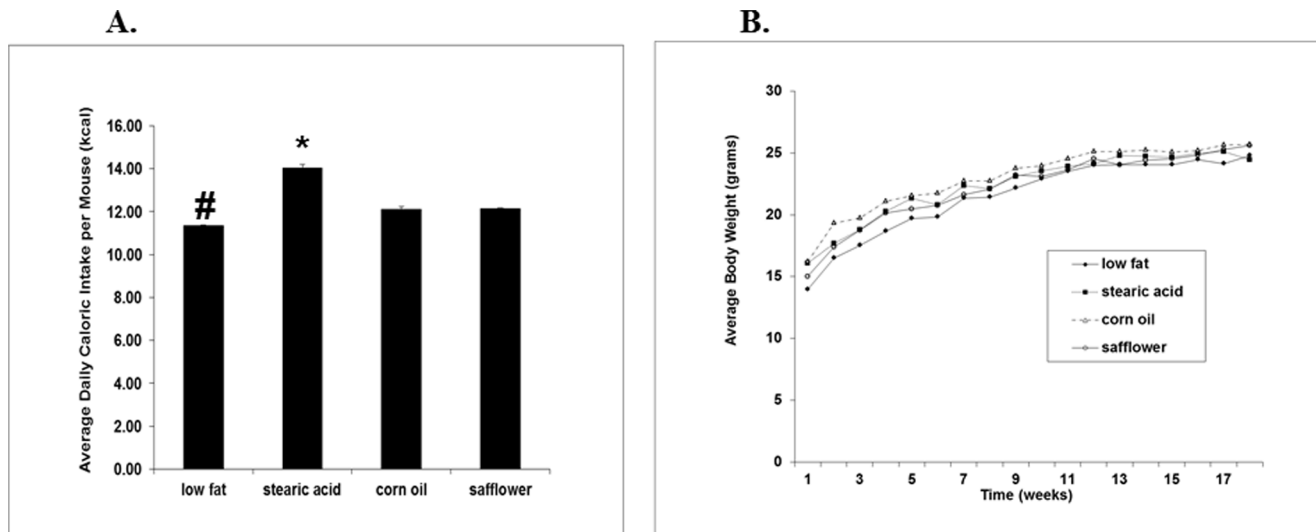 A.
Average Daily Caloric Intake per Mouse (kcal)
16.00
14.00
12.00
10.00
8.00
6.00
4.00
2.00
0.00
#
*
low fat stearic acid corn oil safflower
B.
Average Body Weight (grams)
30
25
20
15
10
5
0
low fat
stearic acid
corn oil
safflower
1 3 5 7 9 11 13 15 17
Time (weeks)